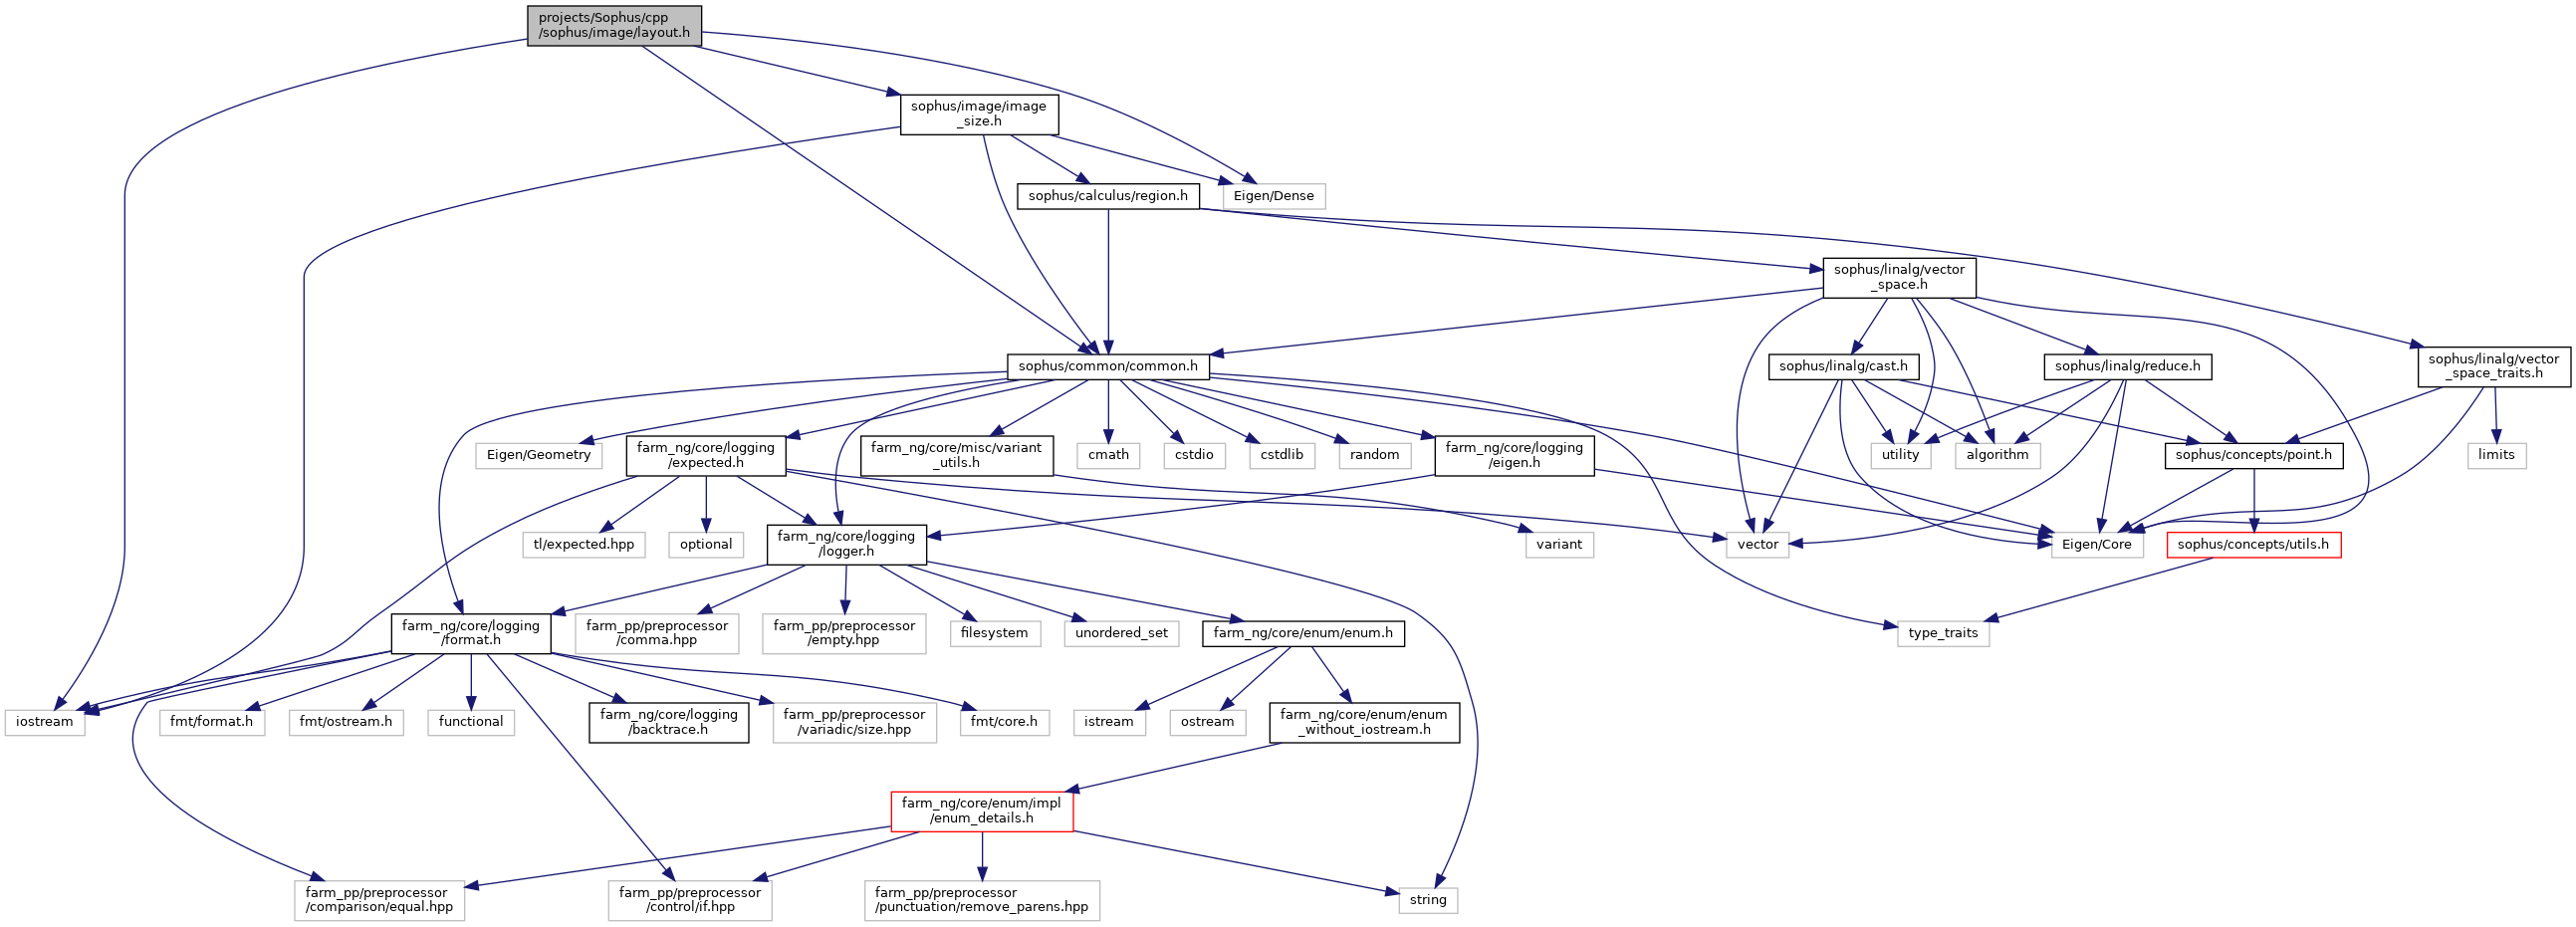 projects/Sophus/cpp
/sophus/image/layout.h
sophus/image/image
_size.h
sophus/calculus/region.h
Eigen/Dense
sophus/linalg/vector
_space.h
sophus/common/common.h
sophus/linalg/cast.h
sophus/linalg/reduce.h
sophus/linalg/vector
_space_traits.h
Eigen/Geometry
farm_ng/core/logging
/expected.h
farm_ng/core/misc/variant
_utils.h
cmath
cstdio
cstdlib
random
farm_ng/core/logging
/eigen.h
utility
algorithm
sophus/concepts/point.h
limits
tl/expected.hpp
optional
farm_ng/core/logging
/logger.h
variant
vector
Eigen/Core
sophus/concepts/utils.h
farm_ng/core/logging
/format.h
farm_pp/preprocessor
/comma.hpp
farm_pp/preprocessor
/empty.hpp
filesystem
unordered_set
farm_ng/core/enum/enum.h
type_traits
iostream
fmt/format.h
fmt/ostream.h
functional
farm_ng/core/logging
/backtrace.h
farm_pp/preprocessor
/variadic/size.hpp
fmt/core.h
istream
ostream
farm_ng/core/enum/enum
_without_iostream.h
farm_ng/core/enum/impl
/enum_details.h
farm_pp/preprocessor
/comparison/equal.hpp
farm_pp/preprocessor
/control/if.hpp
farm_pp/preprocessor
/punctuation/remove_parens.hpp
string